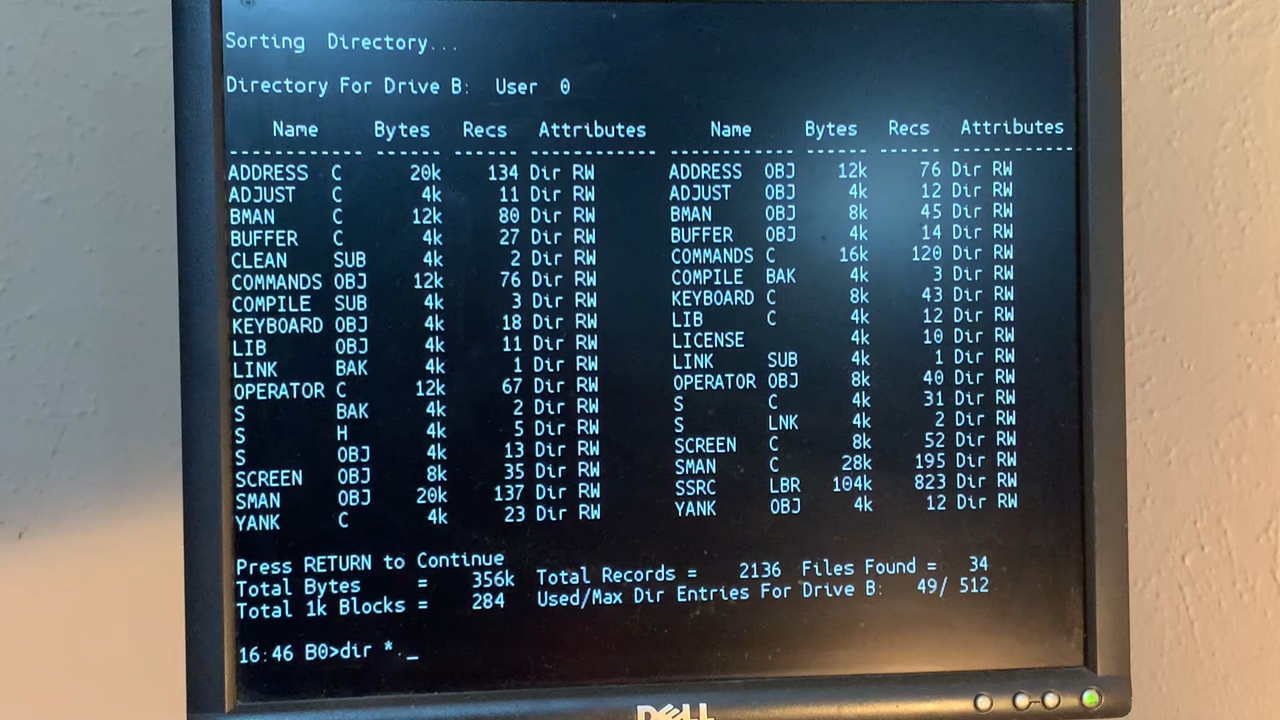 Sorting  Directory...
Directory For Drive B:  User  0
Name Bytes Recs Attributes Name Bytes Recs Attributes
ADDRESS C 20k 134 Dir RW ADDRESS OBJ 12k 76 Dir RW
ADJUST C 4k 11 Dir RW ADJUST OBJ 4k 12 Dir RW
BMAN C 12k 80 Dir RW BMAN OBJ 8k 45 Dir RW
BUFFER C 4k 27 Dir RW BUFFER OBJ 4k 14 Dir RW
CLEAN SUB 4k 2 Dir RW COMMANDS C 16k 120 Dir RW
COMMANDS OBJ 12k 76 Dir RW COMPILE BAK 4k 3 Dir RW
COMPILE SUB 4k 3 Dir RW KEYBOARD C 8k 43 Dir RW
KEYBOARD OBJ 4k 18 Dir RW LIB C 4k 12 Dir RW
LIB OBJ 4k 11 Dir RW LICENSE 4k 10 Dir RW
LINK BAK 4k 1 Dir RW LINK SUB 4k 1 Dir RW
OPERATOR C 12k 67 Dir RW OPERATOR OBJ 8k 40 Dir RW
S BAK 4k 2 Dir RW S C 4k 31 Dir RW
S H 4k 5 Dir RW S LNK 4k 2 Dir RW
S OBJ 4k 13 Dir RW SCREEN C 8k 52 Dir RW
SCREEN OBJ 8k 35 Dir RW SMAN C 28k 195 Dir RW
SMAN OBJ 20k 137 Dir RW SSRC LBR 104k 823 Dir RW
YANK C 4k 23 Dir RW YANK OBJ 4k 12 Dir RW
Press RETURN to Continue
Total Bytes = 356k Total Records = 2136 Files Found = 34
Total 1k Blocks = 284 Used/Max Dir Entries For Drive B: 49/ 512
16:46 B0>dir *._
DELL